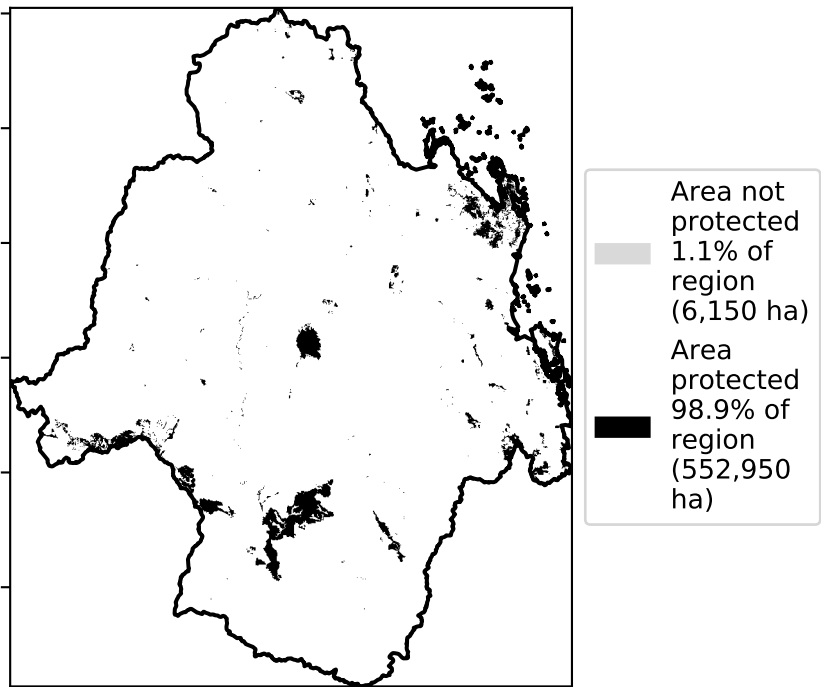 Area not
protected
1.1% of
region
(6,150 ha)
Area
protected
98.9% of
region
(552,950
ha)